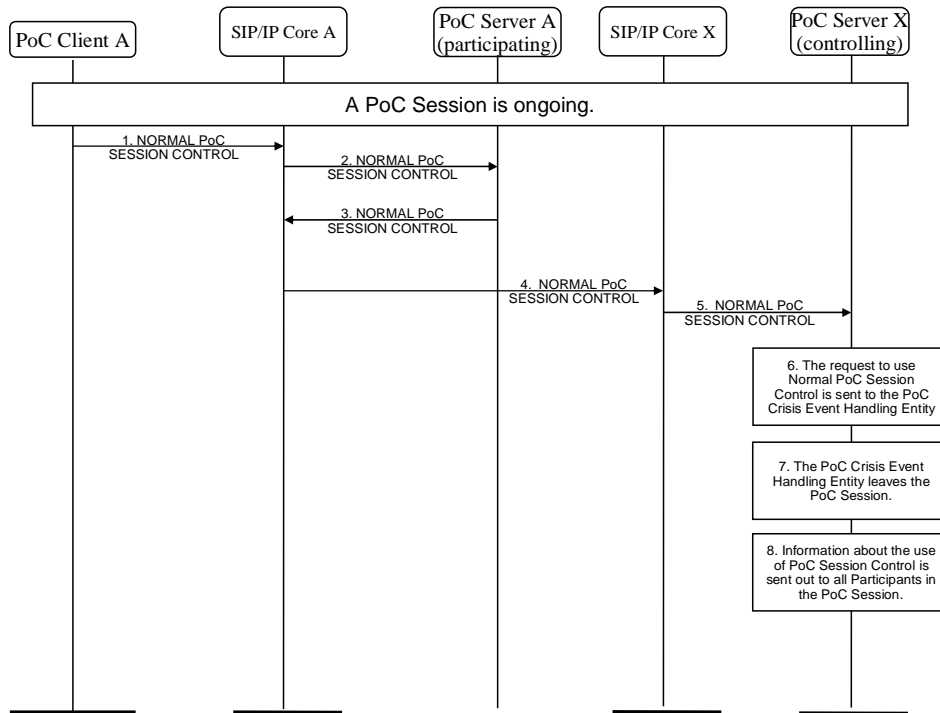 PoC Client A
SIP/IP Core A
PoC Server A
(participating)
SIP/IP Core X
PoC Server X
(controlling)
A PoC Session is ongoing.
1. NORMAL PoC
SESSION CONTROL
2. NORMAL PoC
SESSION CONTROL
3. NORMAL PoC
SESSION CONTROL
4. NORMAL PoC
SESSION CONTROL
5. NORMAL PoC
SESSION CONTROL
6. The request to use
Normal PoC Session
Control is sent to the PoC
Crisis Event Handling Entity
7. The PoC Crisis Event
Handling Entity leaves the
PoC Session.
8. Information about the use
of PoC Session Control is
sent out to all Participants in
the PoC Session.